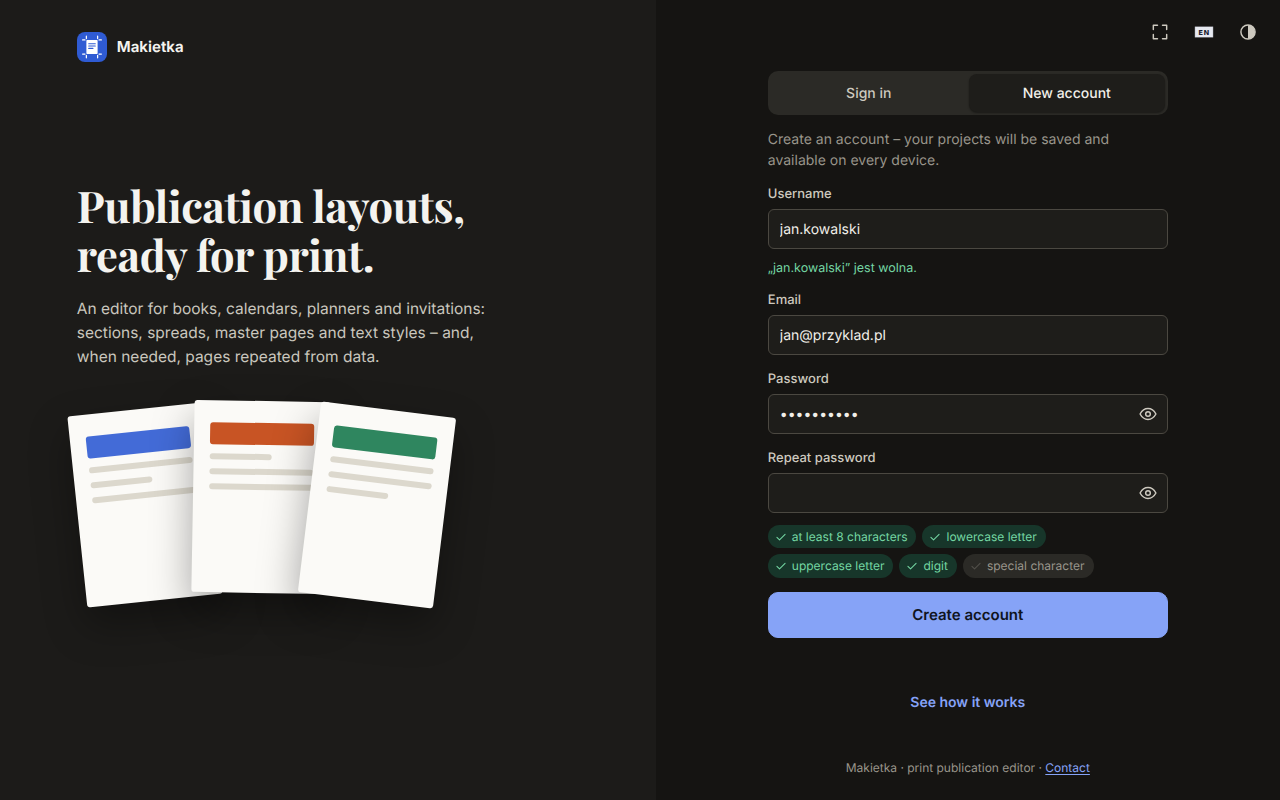 Makietka
EN
Publication layouts,
ready for print.
An editor for books, calendars, planners and invitations:
sections, spreads, master pages and text styles – and,
when needed, pages repeated from data.
Sign in
New account
Create an account – your projects will be saved and
available on every device.
Username
jan.kowalski
„jan.kowalski” jest wolna.
Email
jan@przyklad.pl
Password
••••••••••
Repeat password
at least 8 characters
lowercase letter
uppercase letter
digit
special character
Create account
See how it works
Makietka · print publication editor · Contact